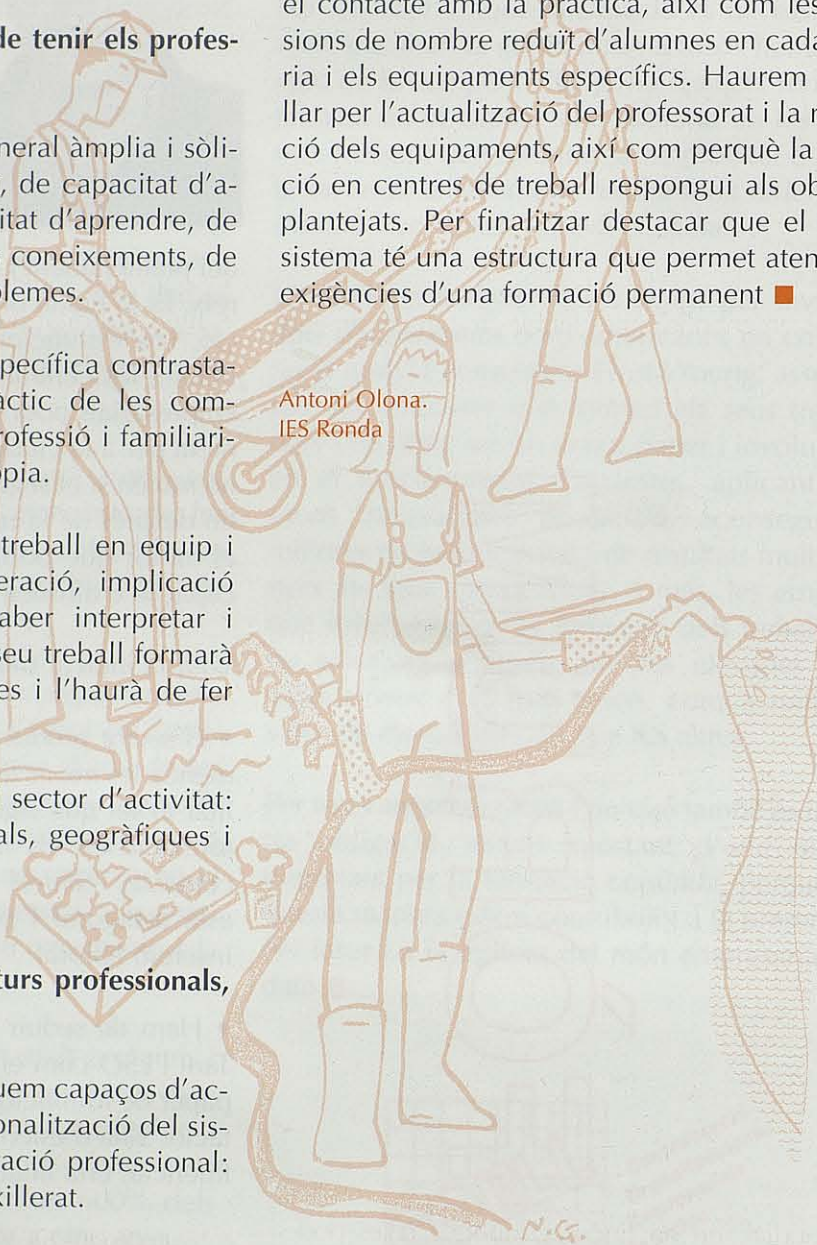 de tenir els profes-
neral àmplia i sòli-
, de capacitat d'a-
itat d'aprendre, de
coneixements, de
olemes.
pecífica contrasta-
àctic de les com-
rofessió i familiari-
òpia.
treball en equip i
eració, implicació
aber interpretar i
seu treball formarà
es i l'haurà de fer
sector d'activitat:
als, geogràfiques i
turs professionals,
uem capaços d'ac-
onalització del sis-
ació professional:
killerat.
el contacte amb la pràctica, així com les
sions de nombre reduït d'alumnes en cada
ria i els equipaments específics. Haurem
llar per l'actualització del professorat i la r
ció dels equipaments, així com perquè la
ció en centres de treball respongui als ob
plantejats. Per finalitzar destacar que el
sistema té una estructura que permet aten
exigències d'una formació permanent
Antoni Olona.
IES Ronda
N.G.